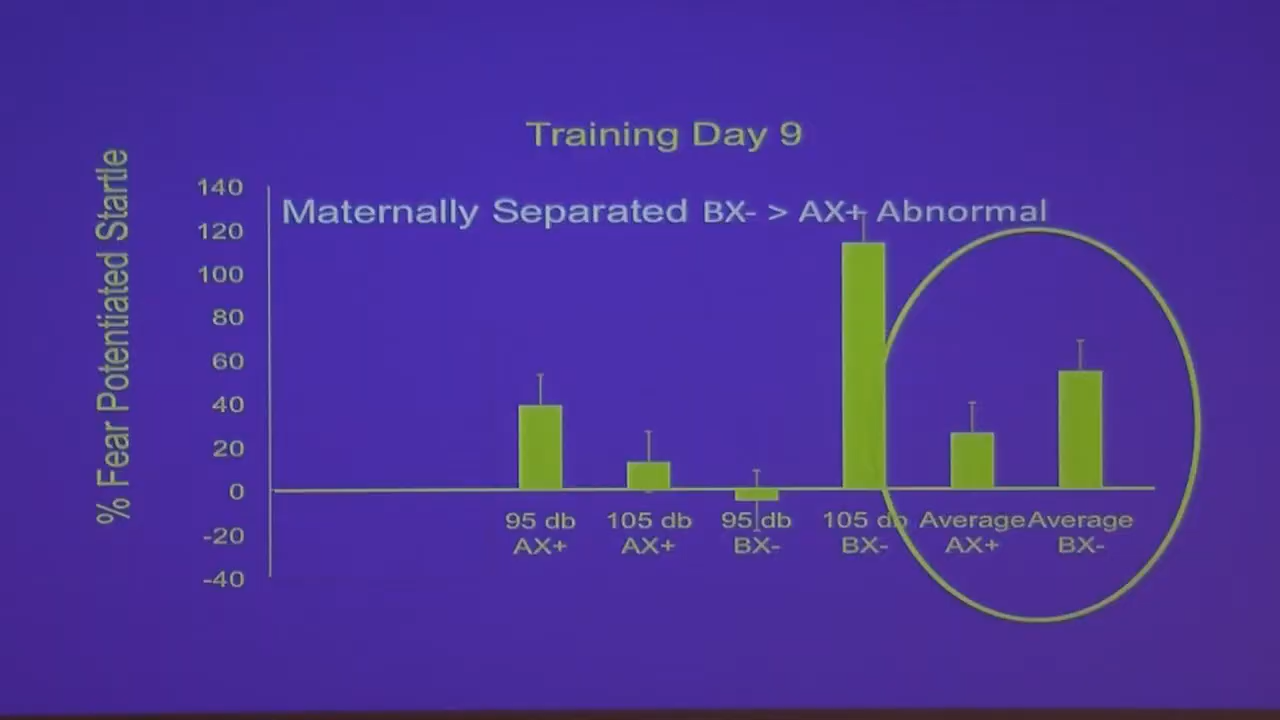 Training Day 9
% Fear Potentiated Startle
140
120
100
80
60
40
20
0
-20
-40
Maternally Separated BX- > AX+ Abnormal
95 db AX+
105 db AX+
95 db BX-
105 db BX-
Average AX+
Average BX-